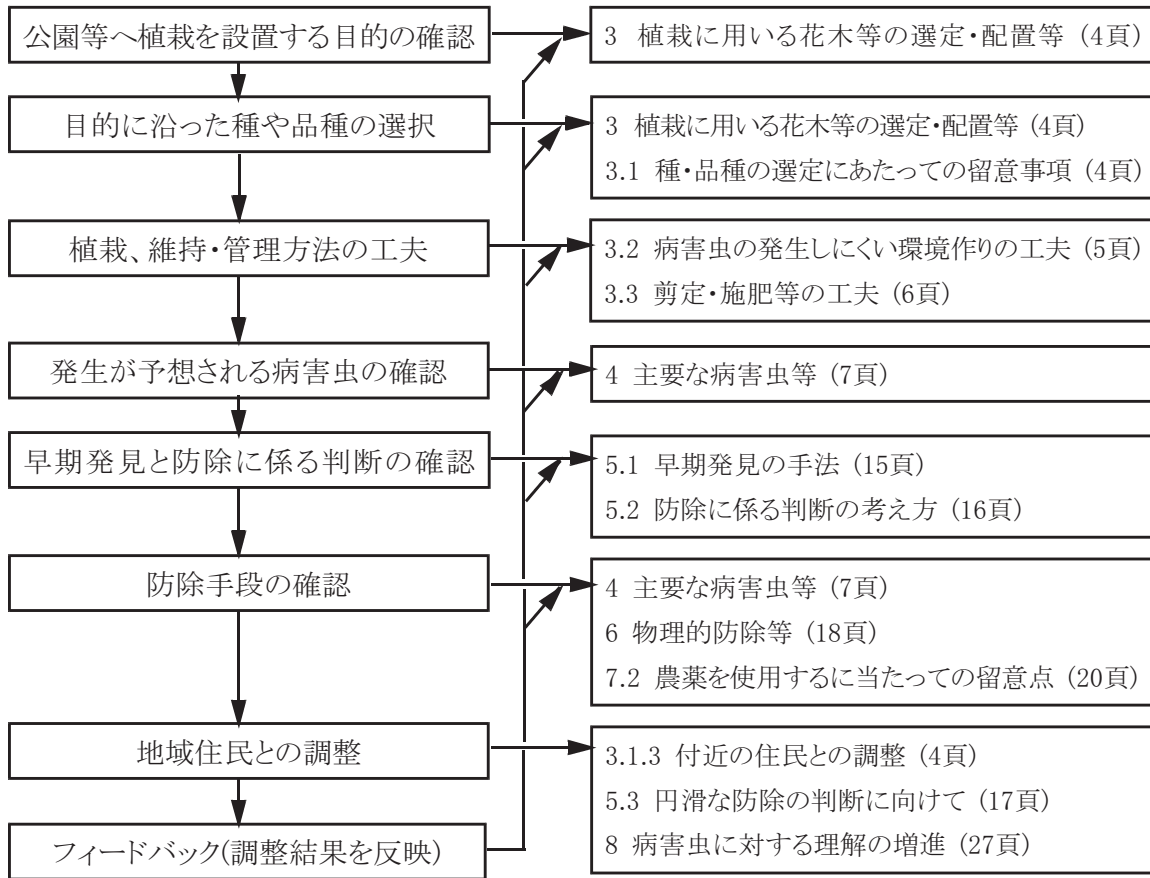 公園等へ植栽を設置する目的の確認
3 植栽に用いる花木等の選定・配置等 (4頁)
目的に沿った種や品種の選択
3 植栽に用いる花木等の選定・配置等 (4頁)
3.1 種・品種の選定にあたっての留意事項 (4頁)
植栽、維持・管理方法の工夫
3.2 病害虫の発生しにくい環境作りの工夫 (5頁)
3.3 剪定・施肥等の工夫 (6頁)
発生が予想される病害虫の確認
4 主要な病害虫等 (7頁)
早期発見と防除に係る判断の確認
5.1 早期発見の手法 (15頁)
5.2 防除に係る判断の考え方 (16頁)
防除手段の確認
4 主要な病害虫等 (7頁)
6 物理的防除等 (18頁)
7.2 農薬を使用するに当たっての留意点 (20頁)
地域住民との調整
3.1.3 付近の住民との調整 (4頁)
5.3 円滑な防除の判断に向けて (17頁)
8 病害虫に対する理解の増進 (27頁)
フィードバック(調整結果を反映)